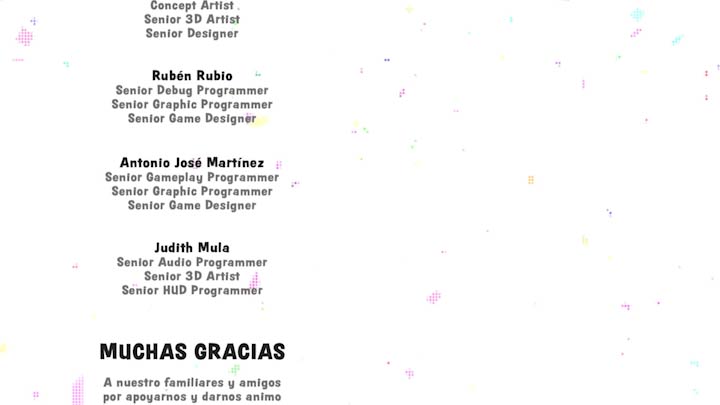 Concept Artist
Senior 3D Artist
Senior Designer
Rubén Rubio
Senior Debug Programmer
Senior Graphic Programmer
Senior Game Designer
Antonio José Martínez
Senior Gameplay Programmer
Senior Graphic Programmer
Senior Game Designer
Judith Mula
Senior Audio Programmer
Senior 3D Artist
Senior HUD Programmer
MUCHAS GRACIAS
A nuestro familiares y amigos
por apoyarnos y darnos animo